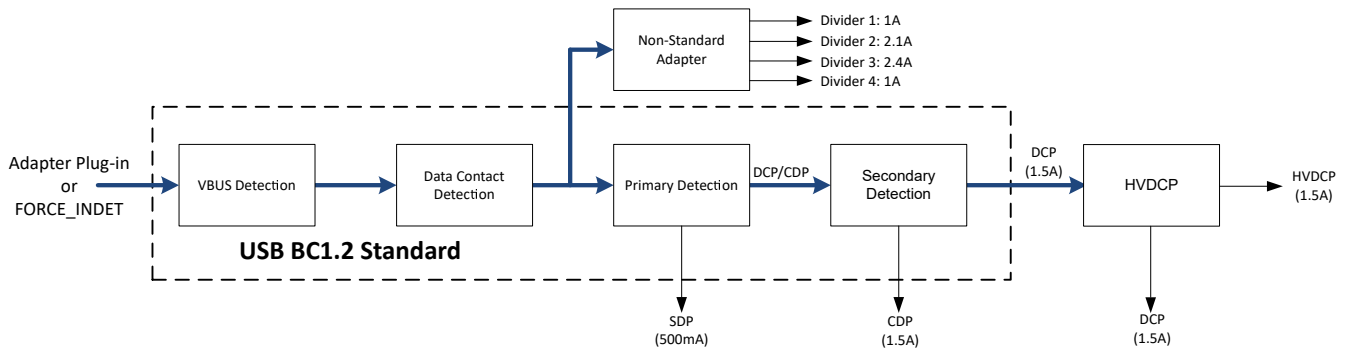 Non-Standard
Adapter
Divider 1: 1A
Divider 2: 2.1A
Divider 3: 2.4A
Divider 4: 1A
Adapter Plug-in
or
FORCE_INDET
VBUS Detection
Data Contact
Detection
Primary Detection
DCP/CDP
Secondary
Detection
DCP
(1.5A)
HVDCP
HVDCP
(1.5A)
USB BC1.2 Standard
SDP
(500mA)
CDP
(1.5A)
DCP
(1.5A)